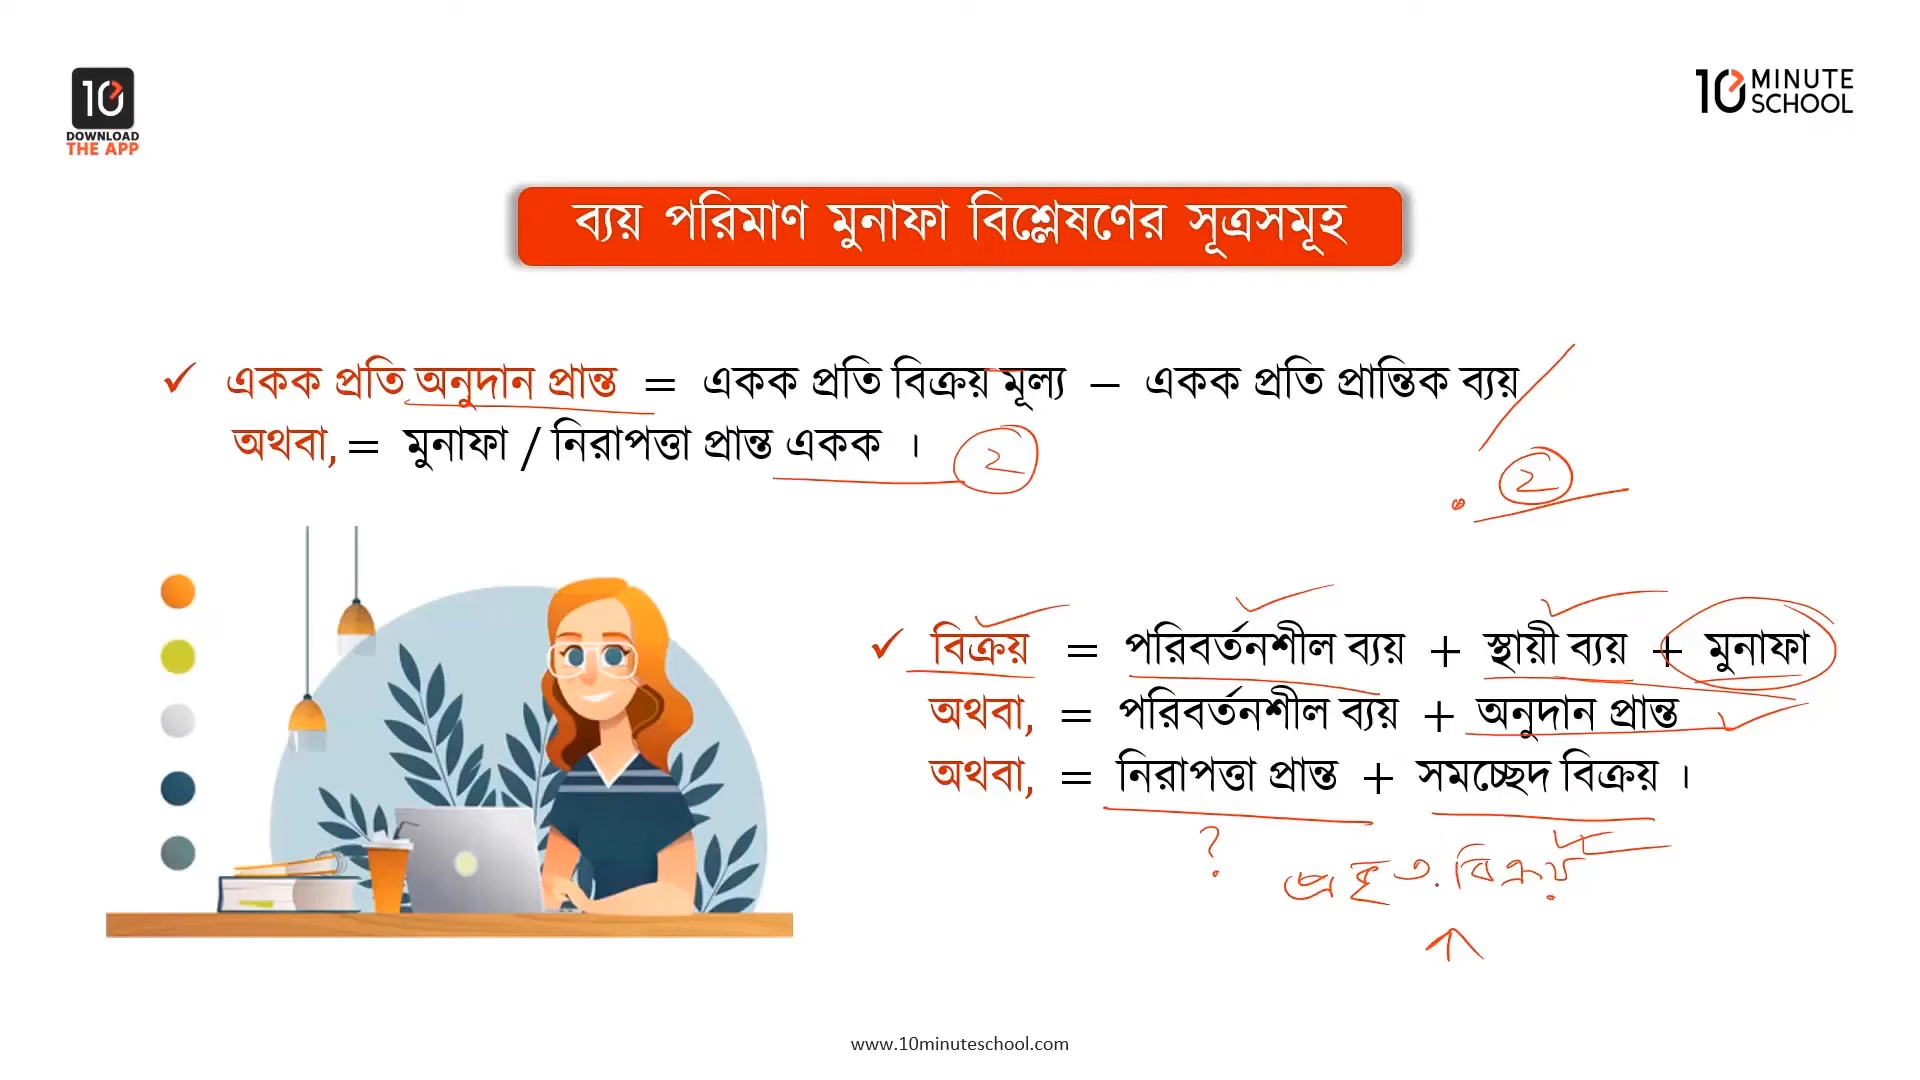 10
DOWNLOAD
THE APP
10 MINUTE
SCHOOL
ব্যয় পরিমাণ মুনাফা বিশ্লেষণের সূত্রসমূহ
✓ একক প্রতি অনুদান প্রান্ত = একক প্রতি বিক্রয় মূল্য – একক প্রতি প্রান্তিক ব্যয়
অথবা, = মুনাফা / নিরাপত্তা প্রান্ত একক ।
২
২
✓ বিক্রয় = পরিবর্তনশীল ব্যয় + স্থায়ী ব্যয় + মুনাফা
অথবা, = পরিবর্তনশীল ব্যয় + অনুদান প্রান্ত
অথবা, = নিরাপত্তা প্রান্ত + সমচ্ছেদ বিক্রয় ।
?
প্রকৃত বিক্রয়
www.10minuteschool.com